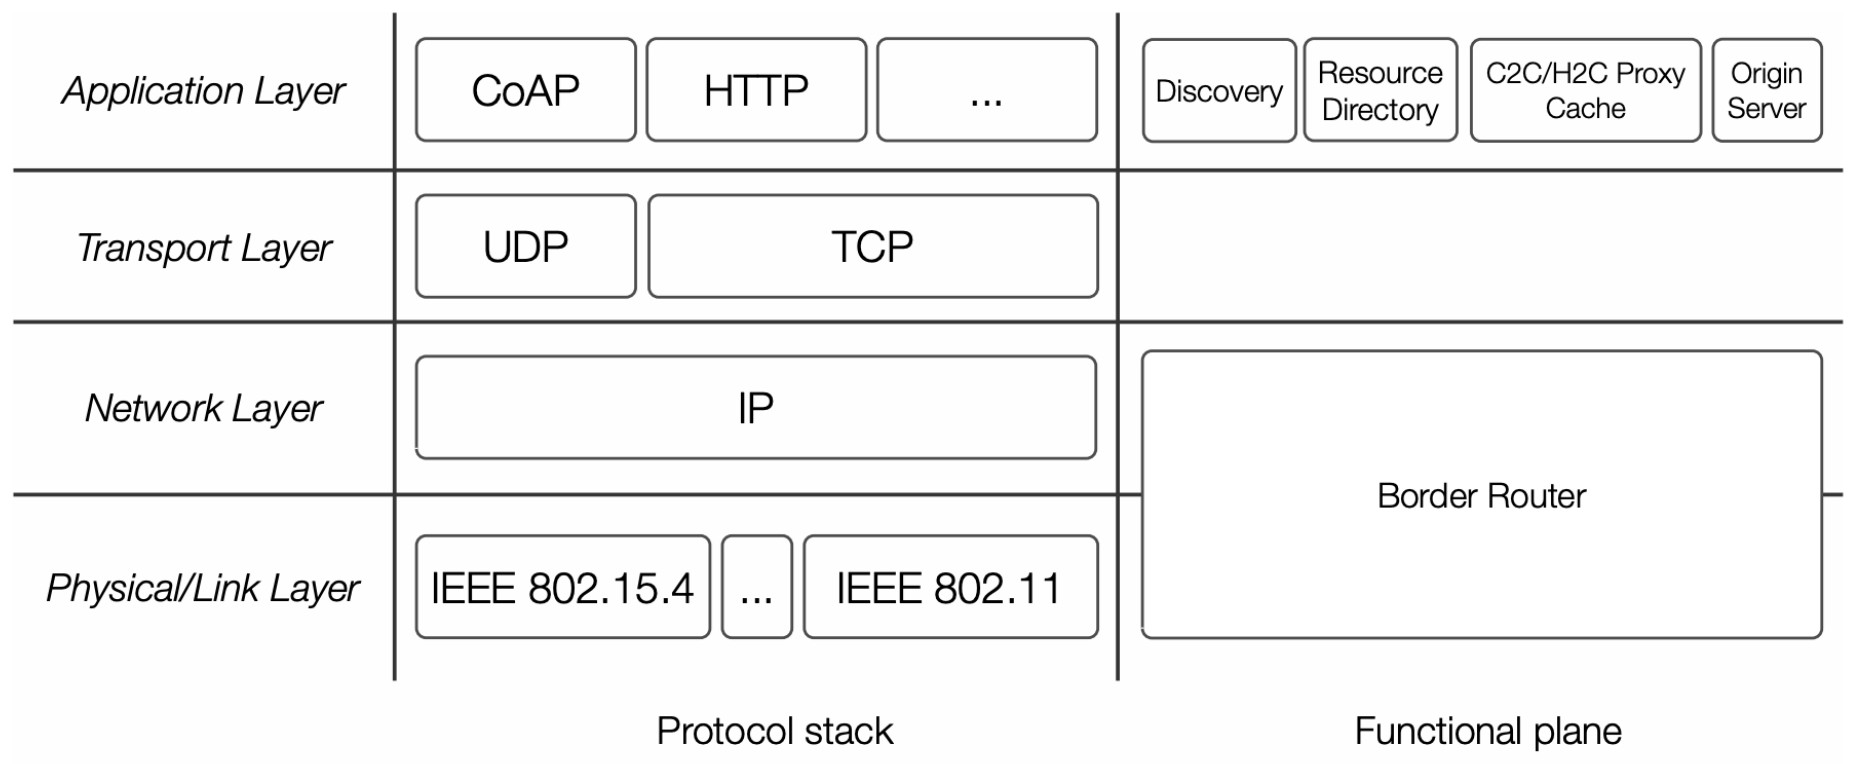 Application Layer
CoAP
HTTP
...
Discovery
Resource
Directory
C2C/H2C Proxy
Cache
Origin
Server
Transport Layer
UDP
TCP
Network Layer
IP
Border Router
Physical/Link Layer
IEEE 802.15.4
...
IEEE 802.11
Protocol stack
Functional plane